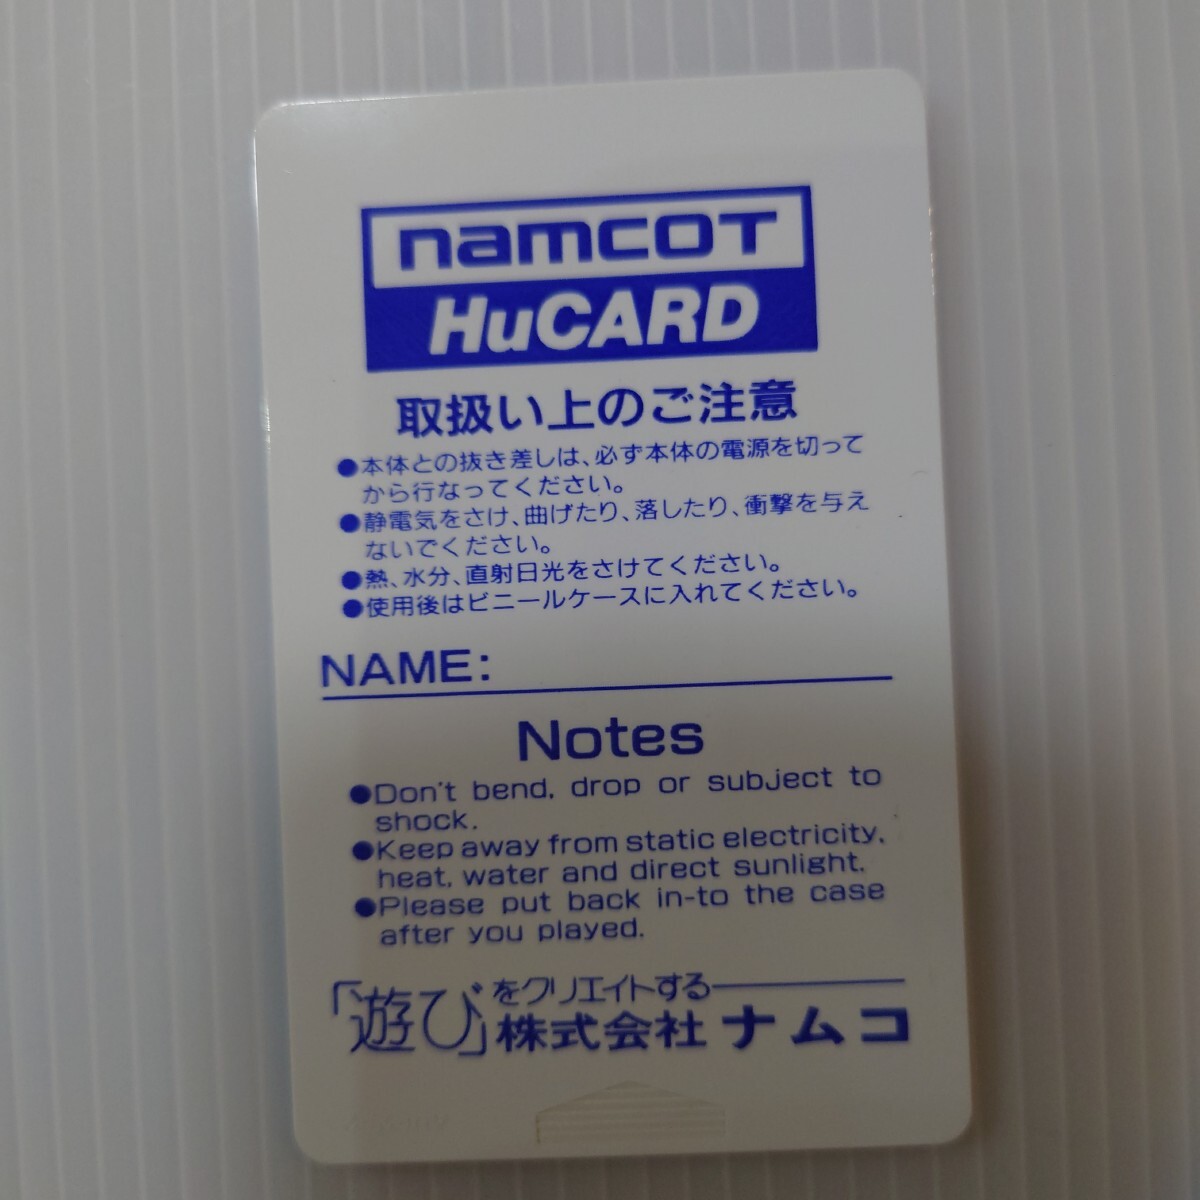 namcoT
HuCARD
取扱い上のご注意
●本体との抜き差しは、必ず本体の電源を切って
から行なってください。
●静電気をさけ、曲げたり、落したり、衝撃を与え
ないでください。
●熱、水分、直射日光をさけてください。
●使用後はビニールケースに入れてください。
NAME:
Notes
●Don't bend, drop or subject to
shock.
●Keep away from static electricity,
heat, water and direct sunlight.
●Please put back in-to the case
after you played.
「遊び」をクリエイトする
株式会社ナムコ